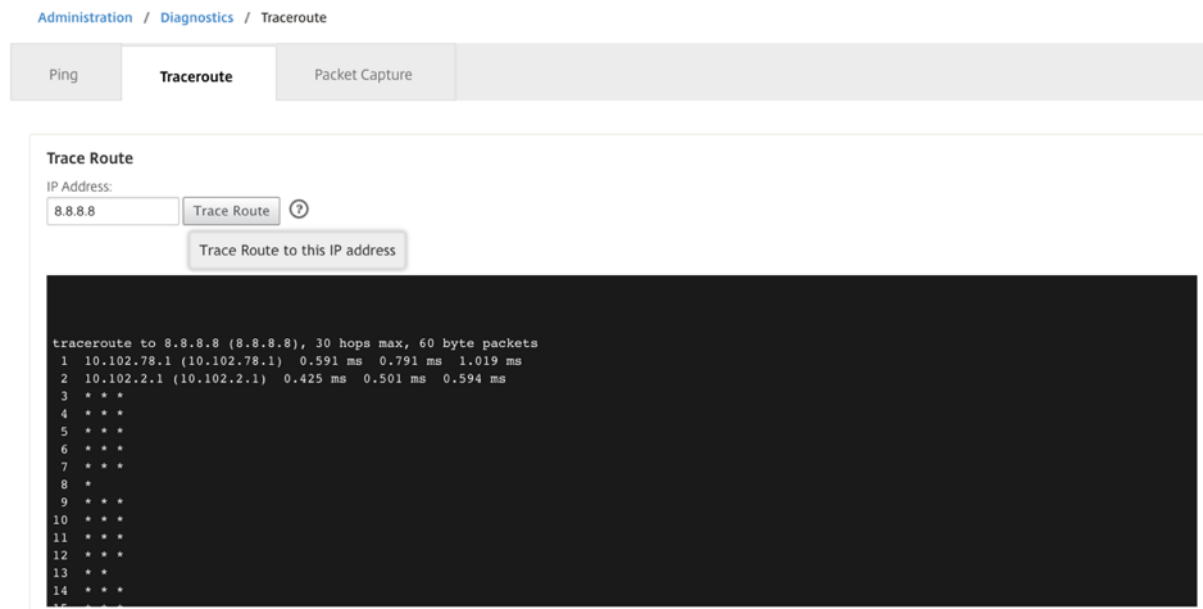 Administration / Diagnostics / Traceroute
Ping Traceroute Packet Capture
Trace Route
IP Address:
8.8.8.8 Trace Route ?
Trace Route to this IP address
traceroute to 8.8.8.8 (8.8.8.8), 30 hops max, 60 byte packets
1 10.102.78.1 (10.102.78.1) 0.591 ms 0.791 ms 1.019 ms
2 10.102.2.1 (10.102.2.1) 0.425 ms 0.501 ms 0.594 ms
3 * * *
4 * * *
5 * * *
6 * * *
7 * * *
8 *
9 * * *
10 * * *
11 * * *
12 * * *
13 * *
14 * * *
15 * * *